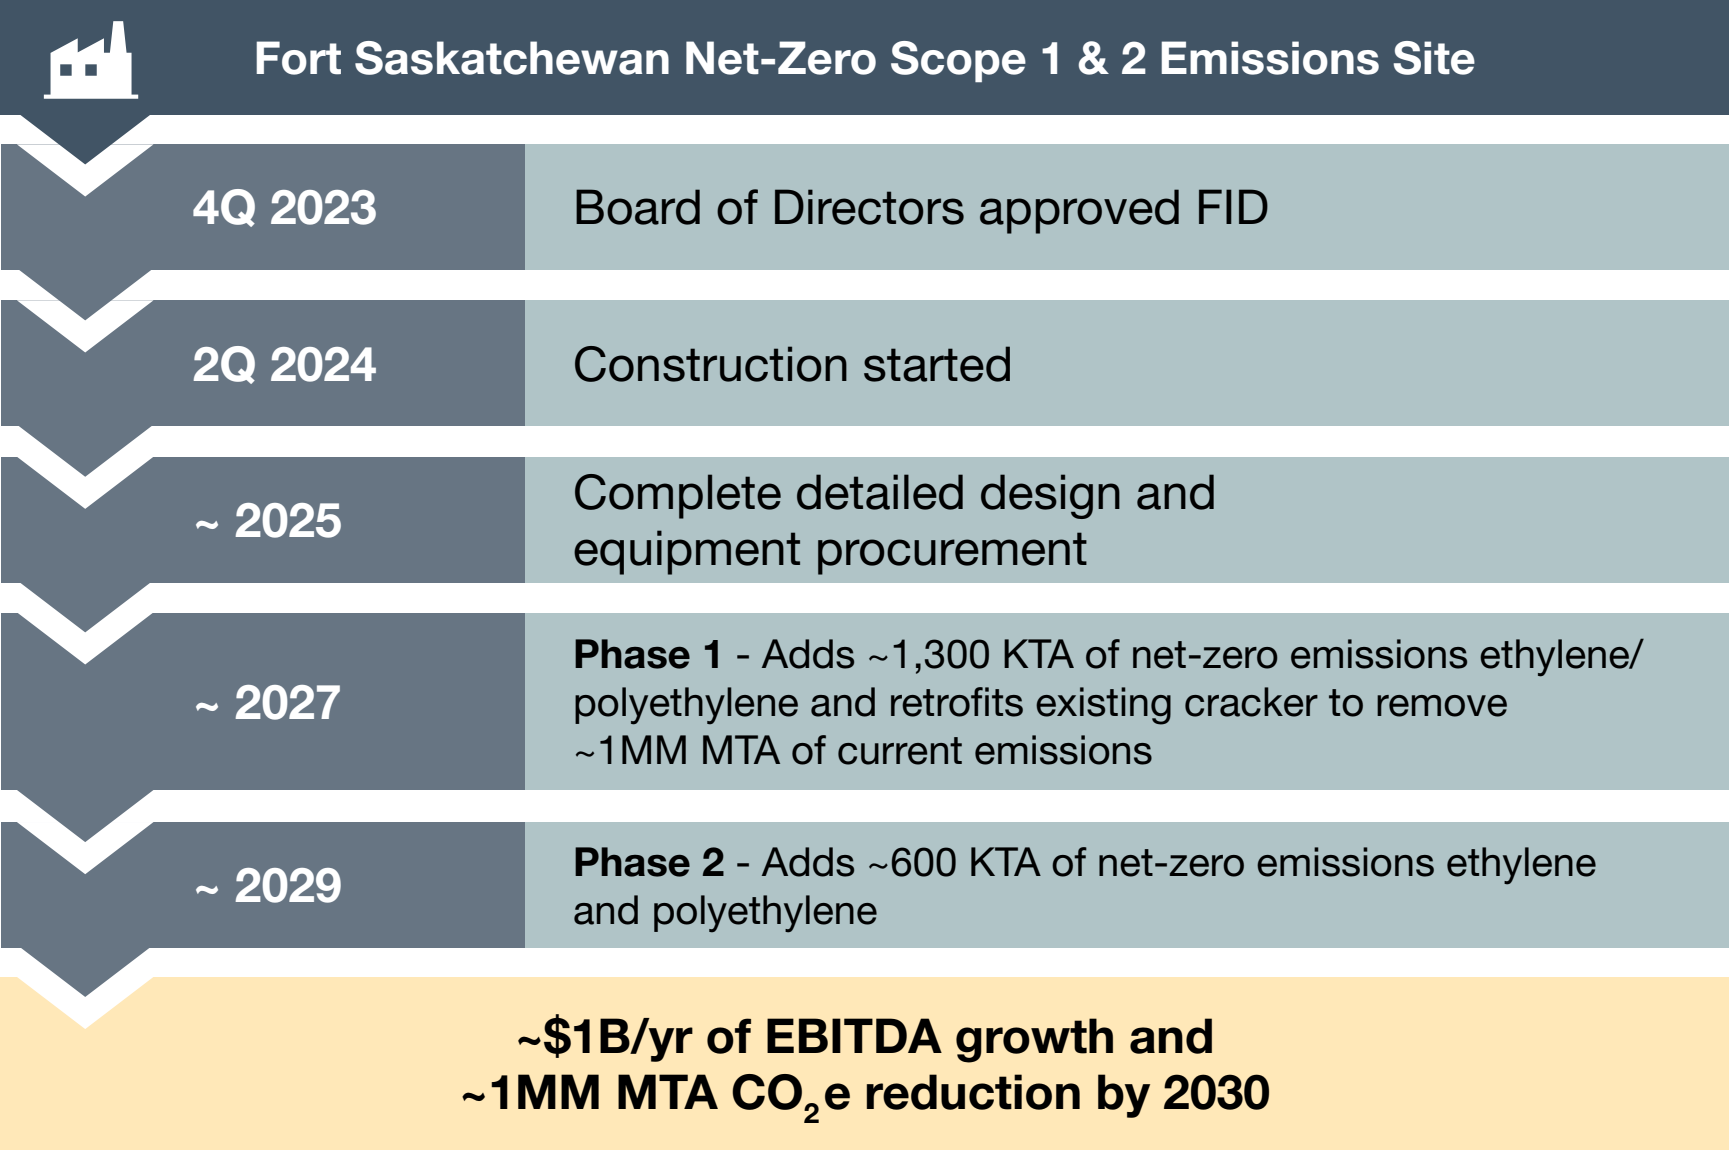 Fort Saskatchewan Net-Zero Scope 1 & 2 Emissions Site
4Q 2023
Board of Directors approved FID
2Q 2024
Construction started
~ 2025
Complete detailed design and
equipment procurement
~ 2027
Phase 1 - Adds ~1,300 KTA of net-zero emissions ethylene/
polyethylene and retrofits existing cracker to remove
~1MM MTA of current emissions
~ 2029
Phase 2 - Adds ~600 KTA of net-zero emissions ethylene
and polyethylene
~$1B/yr of EBITDA growth and
~1MM MTA CO₂e reduction by 2030